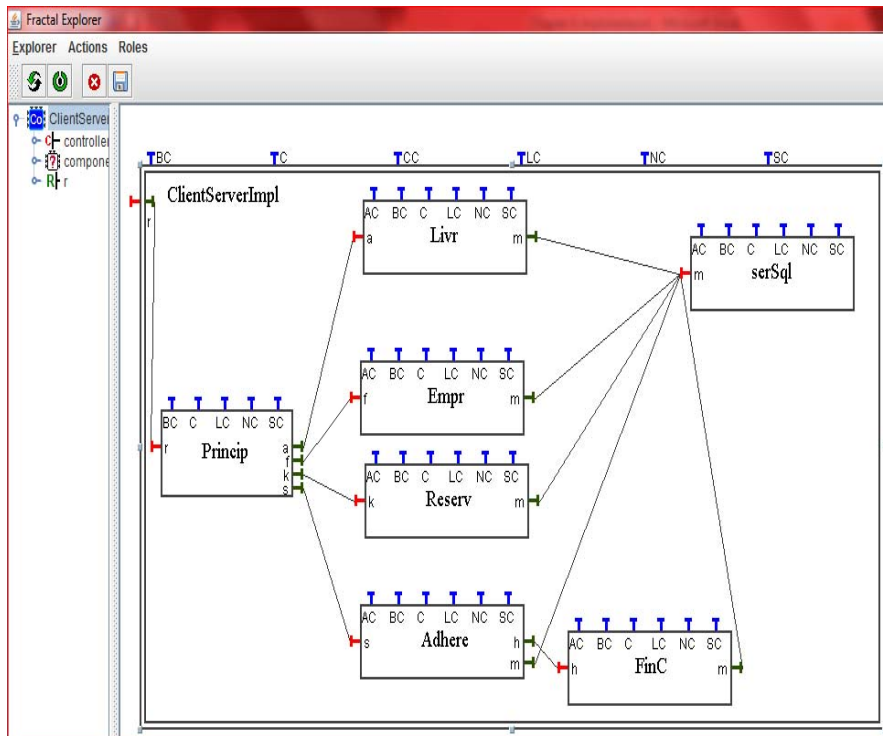 Fractal Explorer
Explorer Actions Roles
ClientServer
controller
compone
r
BC C CC LC NC SC
ClientServerImpl
r
AC BC C LC NC SC
Livr
a m
AC BC C LC NC SC
serSql
m
AC BC C LC NC SC
Empr
f m
BC C LC NC SC
Princip
r a
f
k
s
AC BC C LC NC SC
Reserv
k m
AC BC C LC NC SC
Adhere
s h
m
AC BC C LC NC SC
FinC
h m